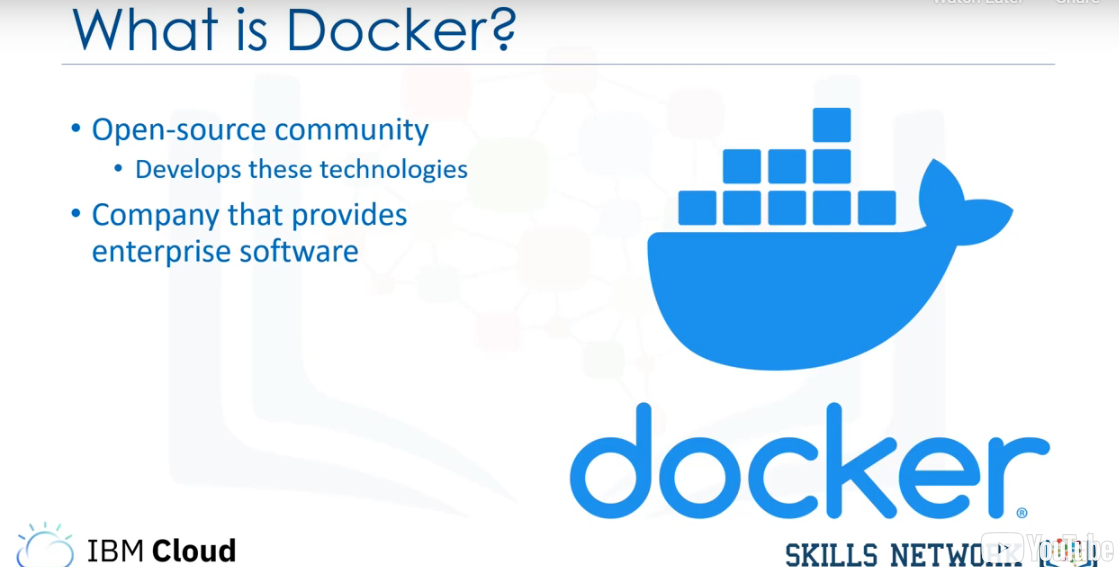 What is Docker?
• Open-source community
• Develops these technologies
• Company that provides
enterprise software
docker
®
IBM Cloud
SKILLS NETWORK
YouTube